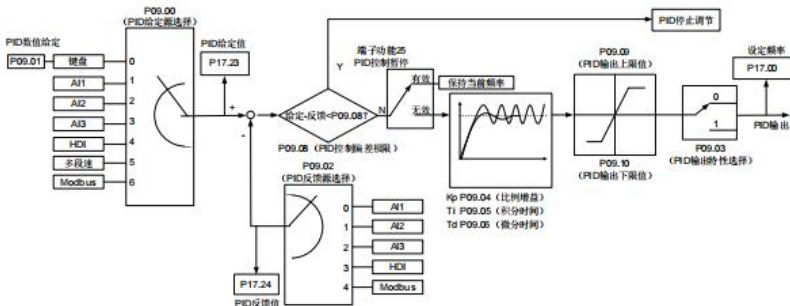 P09.00
(PID给定源选择)
PID数值给定
P09.01
键盘
0
AI1
1
AI2
2
AI3
3
HDI
4
多段速
5
Modbus
6
PID给定值
P17.23
+
-
给定-反馈<P09.08?
Y
N
P09.08（PID控制偏差极限）
端子功能25
PID控制暂停
有效
无效
保持当前频率
PID停止调节
Kp P09.04（比例增益）
Ti P09.05（积分时间）
Td P09.06（微分时间）
P09.09
(PID输出上限值)
P09.10
(PID输出下限值)
0
1
P09.03
(PID输出特性选择)
设定频率
P17.00
PID输出
P09.02
(PID反馈源选择)
0
AI1
1
AI2
2
AI3
3
HDI
4
Modbus
P17.24
PID反馈值